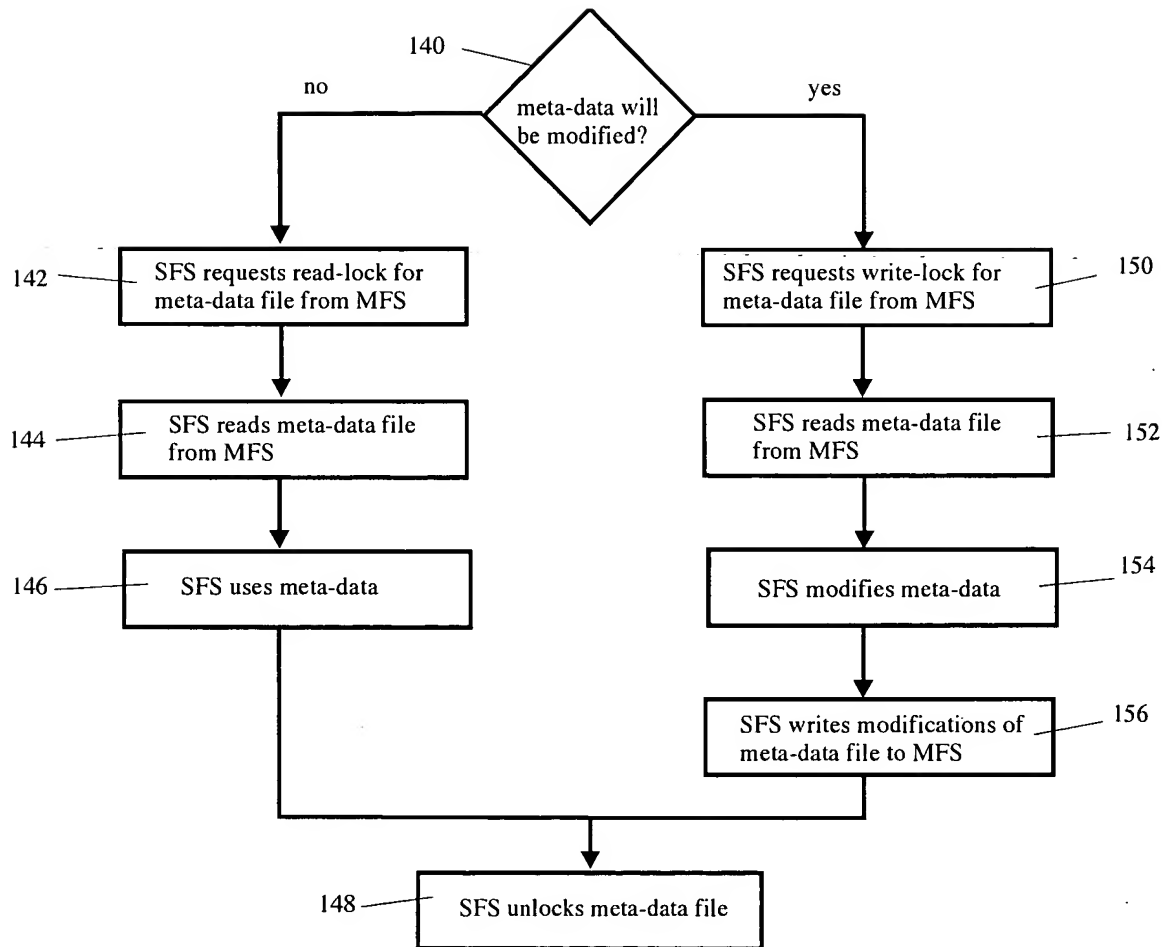 140
no
yes
meta-data will
be modified?
142
SFS requests read-lock for
meta-data file from MFS
SFS requests write-lock for
meta-data file from MFS
150
144
SFS reads meta-data file
from MFS
SFS reads meta-data file
from MFS
152
146
SFS uses meta-data
SFS modifies meta-data
154
SFS writes modifications of
meta-data file to MFS
156
148
SFS unlocks meta-data file